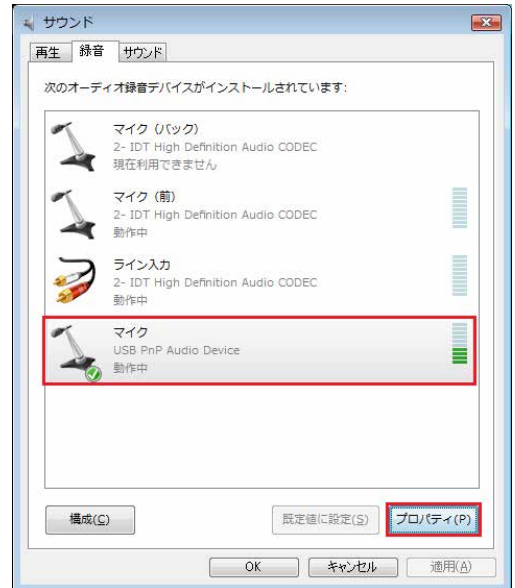 サウンド
再生 録音 サウンド
次のオーディオ録音デバイスがインストールされています:
マイク (バック)
2- IDT High Definition Audio CODEC
現在利用できません
マイク (前)
2- IDT High Definition Audio CODEC
動作中
ライン入力
2- IDT High Definition Audio CODEC
動作中
マイク
USB PnP Audio Device
動作中
構成(C) 既定値に設定(S) プロパティ(P)
OK キャンセル 適用(A)